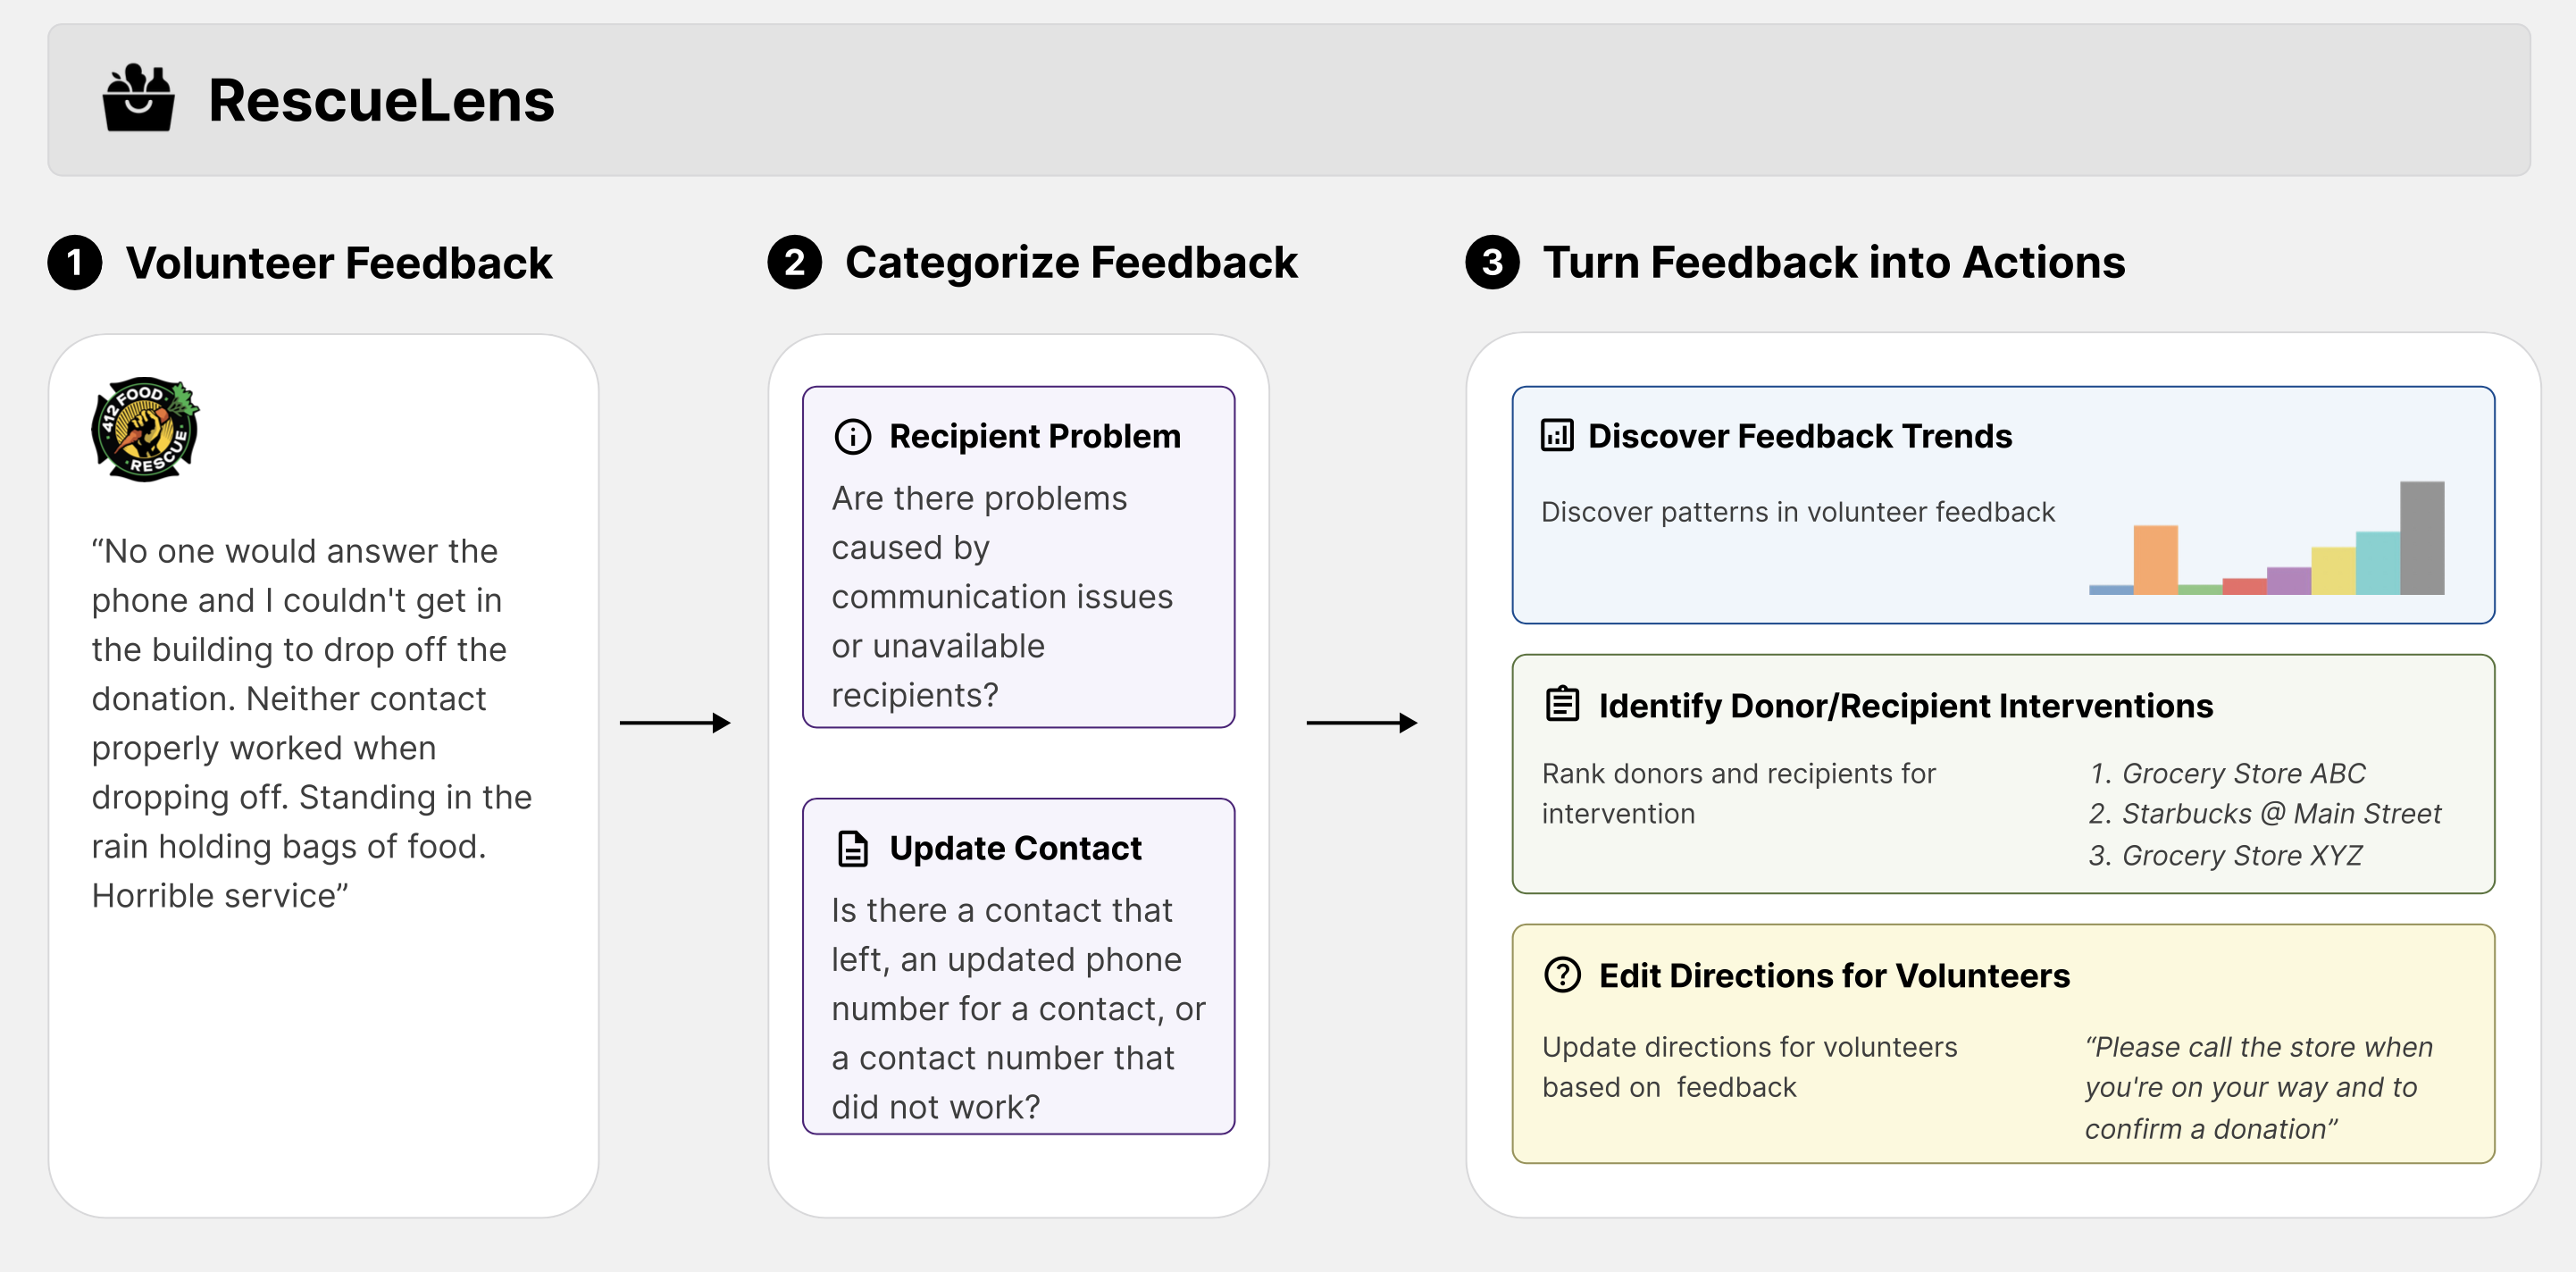 RescueLens
1 Volunteer Feedback
412 FOOD
RESCUE
“No one would answer the
phone and I couldn't get in
the building to drop off the
donation. Neither contact
properly worked when
dropping off. Standing in the
rain holding bags of food.
Horrible service”
2 Categorize Feedback
Recipient Problem
Are there problems
caused by
communication issues
or unavailable
recipients?
Update Contact
Is there a contact that
left, an updated phone
number for a contact, or
a contact number that
did not work?
3 Turn Feedback into Actions
Discover Feedback Trends
Discover patterns in volunteer feedback
Identify Donor/Recipient Interventions
Rank donors and recipients for
intervention
1. Grocery Store ABC
2. Starbucks @ Main Street
3. Grocery Store XYZ
Edit Directions for Volunteers
Update directions for volunteers
based on  feedback
“Please call the store when
you're on your way and to
confirm a donation”